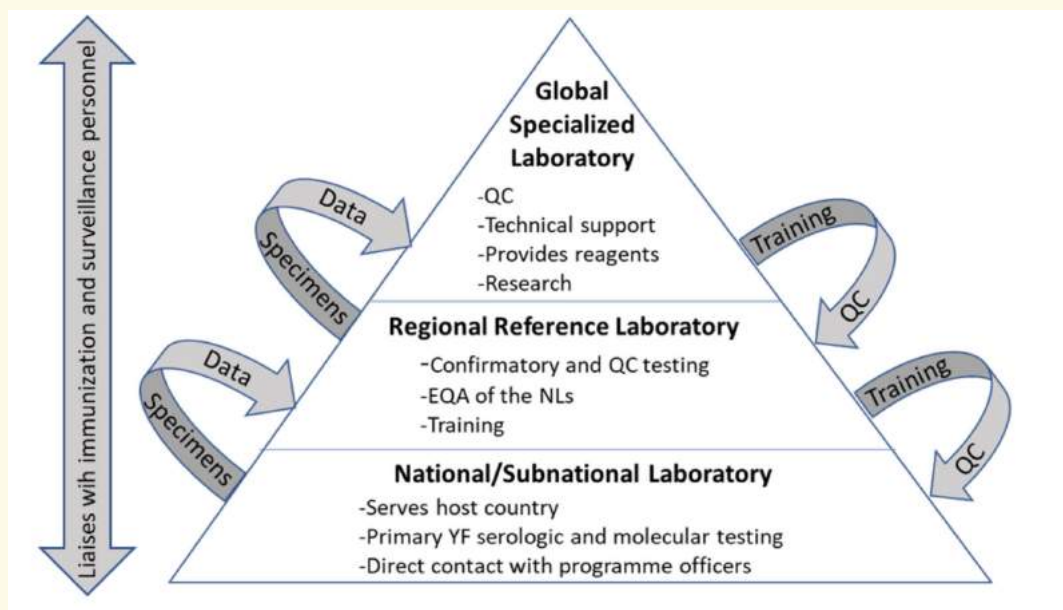 Liaises wih immunization and surveillance personnel
Global
Specialized
Laboratory
-QC
-Technical support
-Provides reagents
-Research
Data
Specimens
Training
QC
Regional Reference Laboratory
-Confirmatory and QC testing
-EQA of the NLs
-Training
Data
Specimens
Training
QC
National/Subnational Laboratory
-Serves host country
-Primary YF serologic and molecular testing
-Direct contact with programme officers